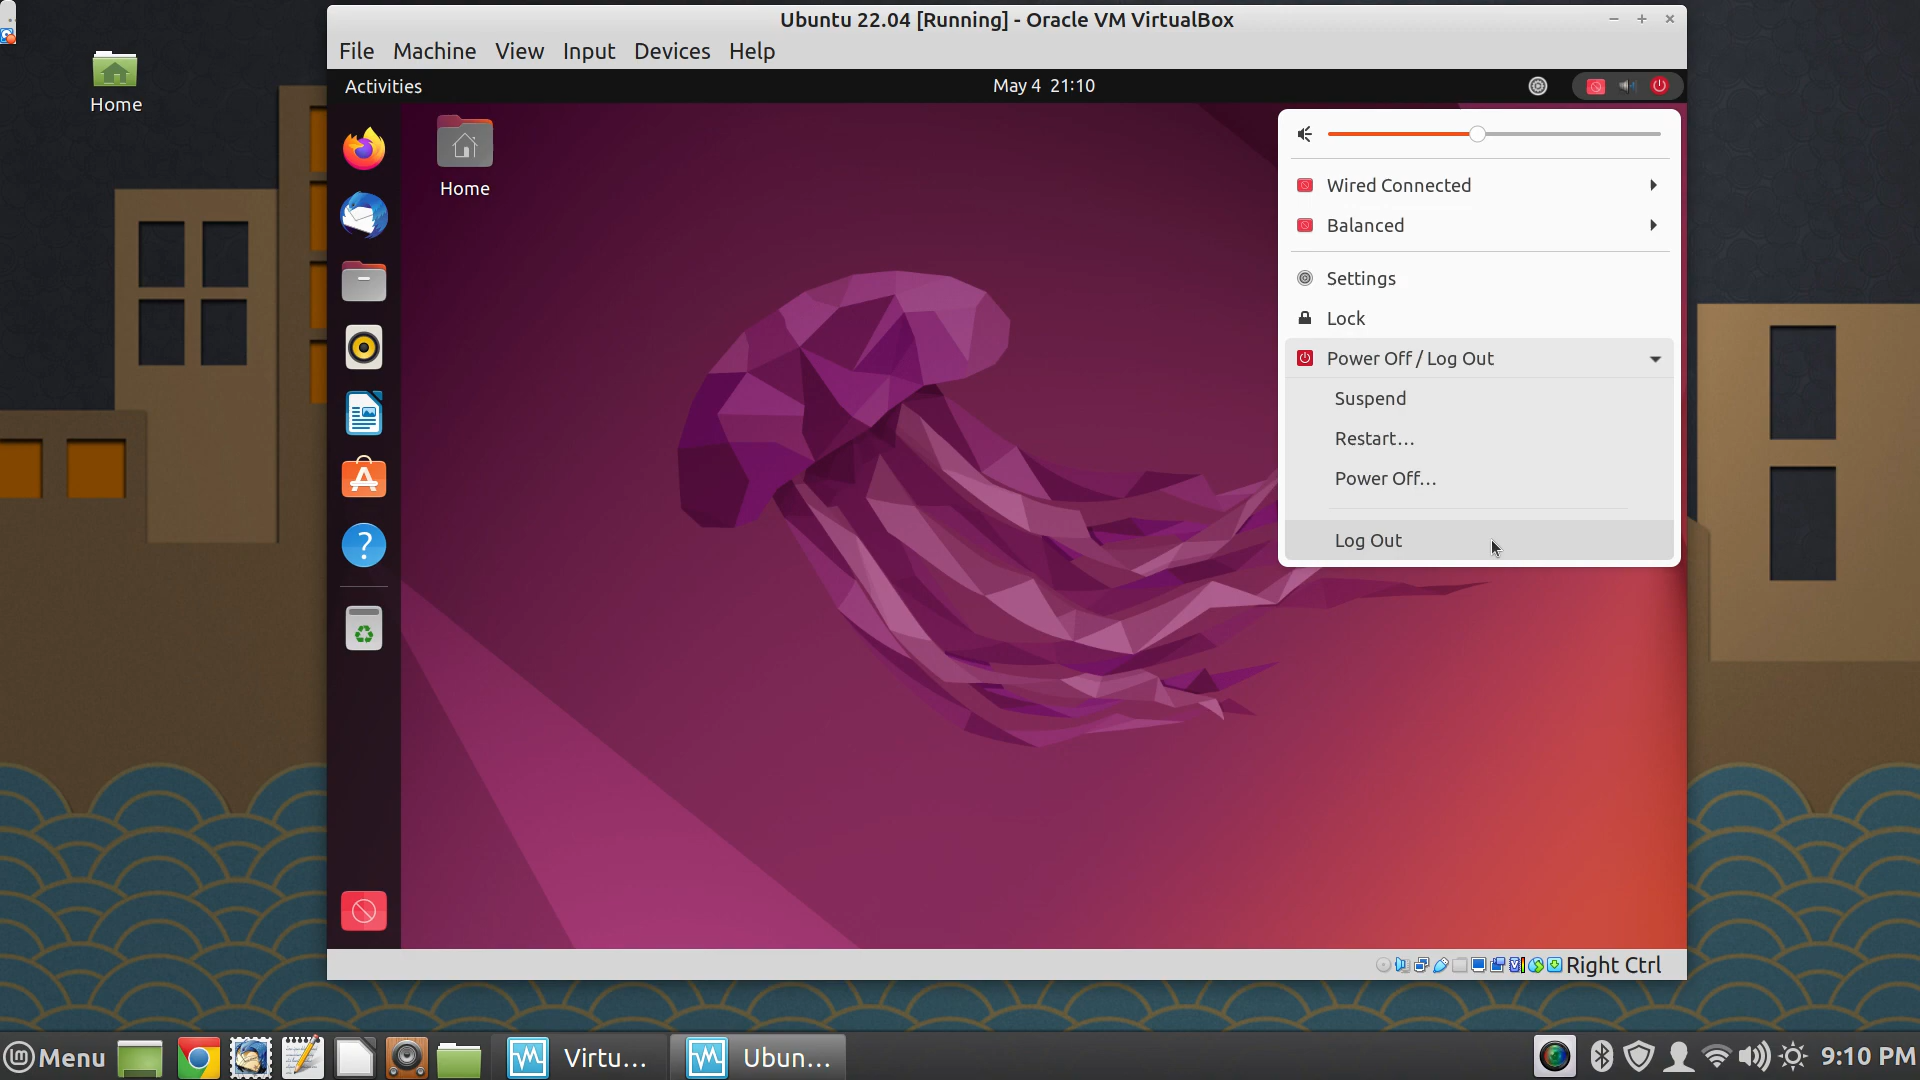 Ubuntu 22.04 [Running] - Oracle VM VirtualBox
File Machine View Input Devices Help
Activities
May 4 21:10
Home
Home
Wired Connected
Balanced
Settings
Lock
Power Off / Log Out
Suspend
Restart…
Power Off…
Log Out
Right Ctrl
Menu
Virtu...
Ubun...
9:10 PM